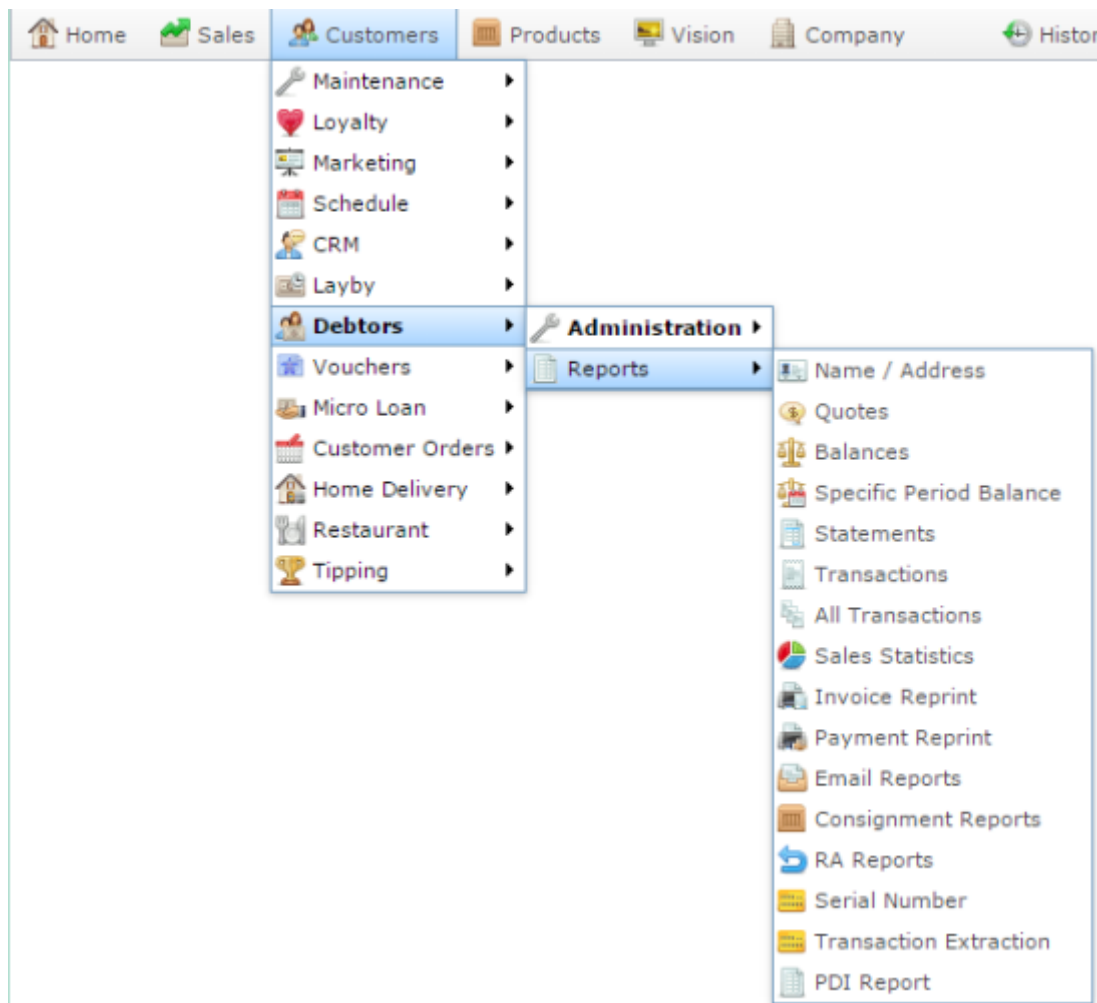 Home Sales Customers Products Vision Company Histor
Maintenance
Loyalty
Marketing
Schedule
CRM
Layby
Debtors
Vouchers
Micro Loan
Customer Orders
Home Delivery
Restaurant
Tipping
Administration
Reports
Name / Address
Quotes
Balances
Specific Period Balance
Statements
Transactions
All Transactions
Sales Statistics
Invoice Reprint
Payment Reprint
Email Reports
Consignment Reports
RA Reports
Serial Number
Transaction Extraction
PDI Report